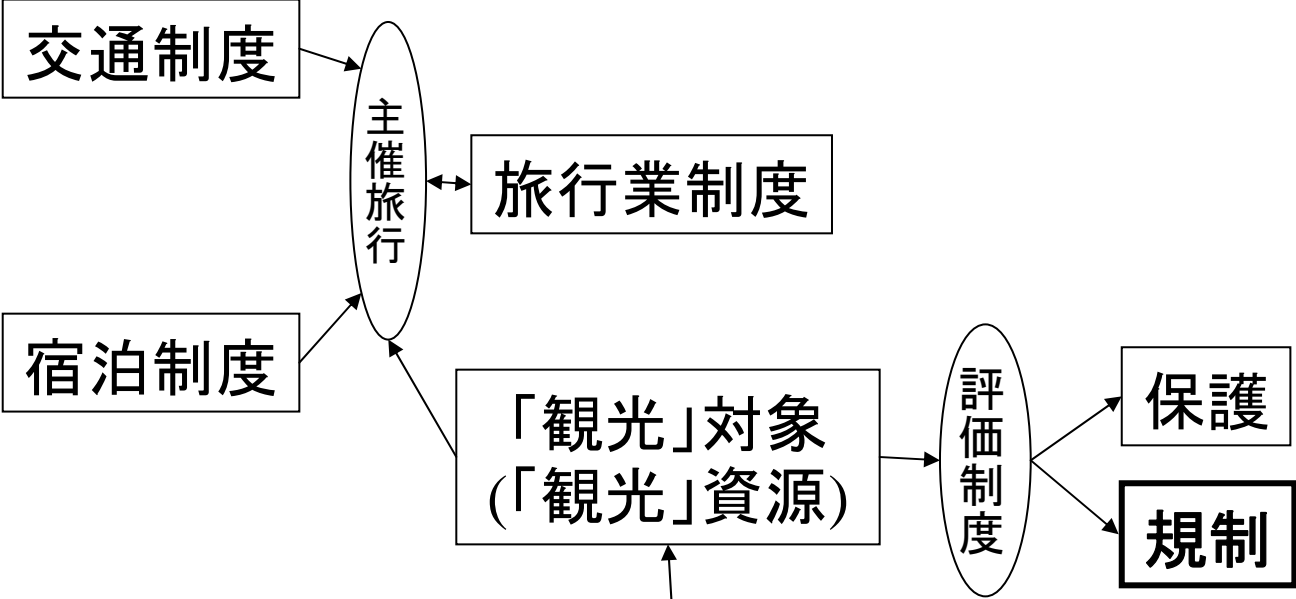 交通制度
主催旅行
旅行業制度
宿泊制度
「観光」対象
(「観光」資源)
評価制度
保護
規制